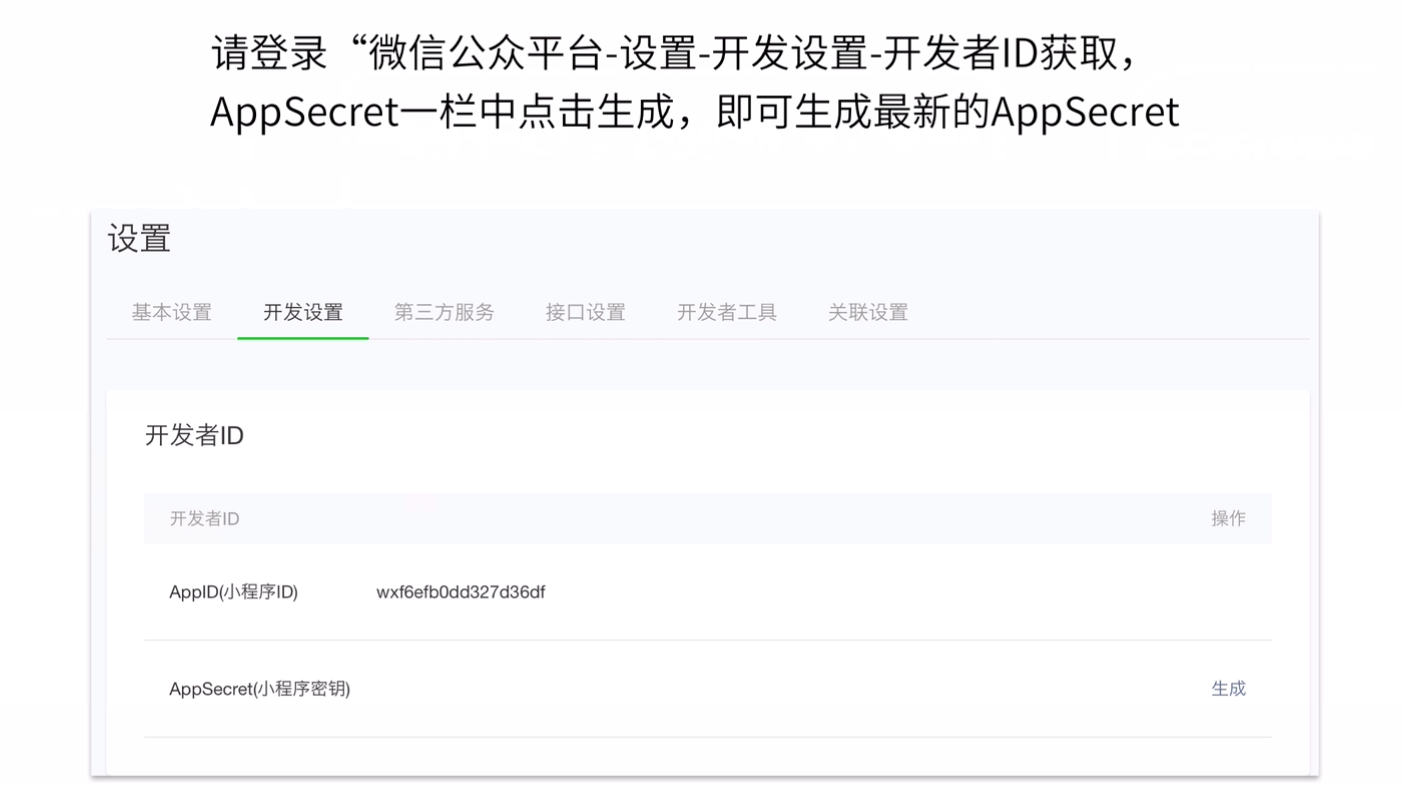 请登录“微信公众平台-设置-开发设置-开发者ID获取，
AppSecret一栏中点击生成，即可生成最新的AppSecret
设置
基本设置 开发设置 第三方服务 接口设置 开发者工具 关联设置
开发者ID
开发者ID 操作
AppID(小程序ID) wxf6efb0dd327d36df
AppSecret(小程序密钥) 生成